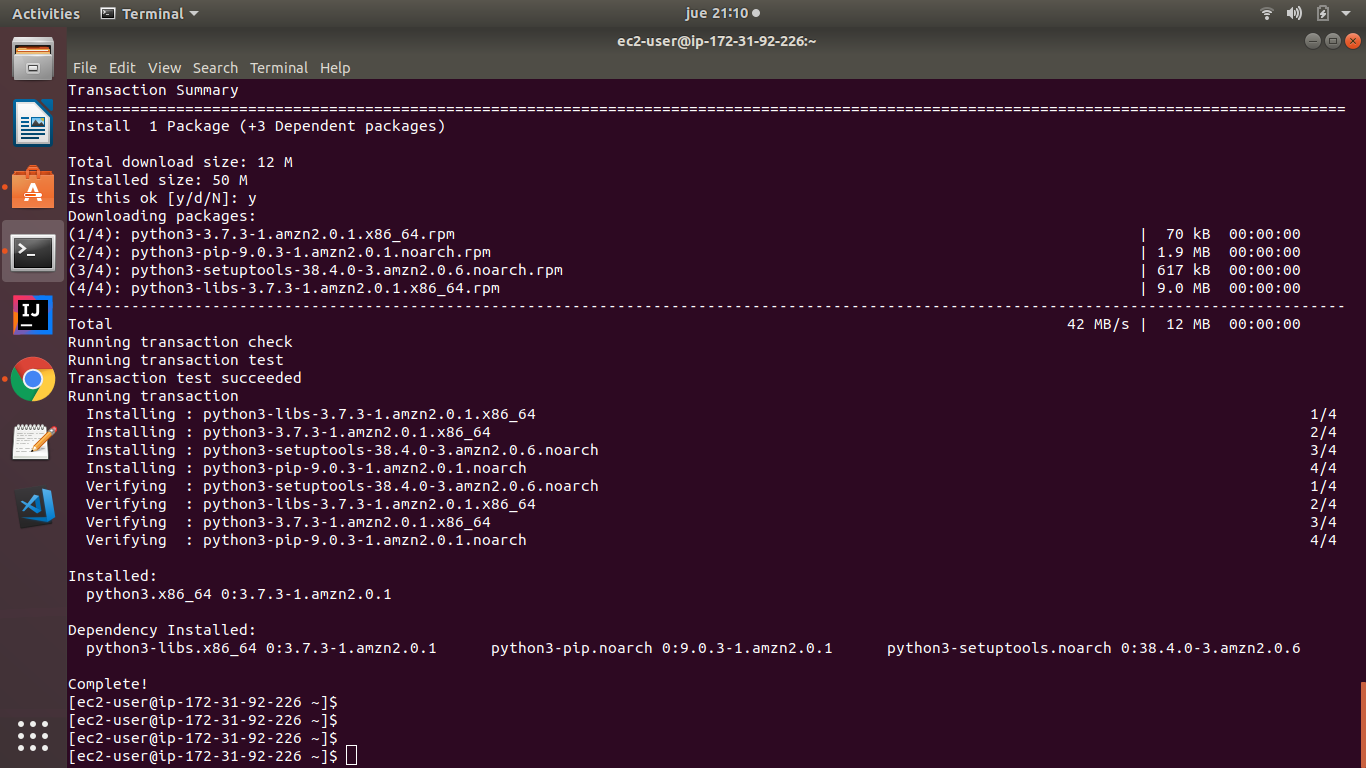 Activities Terminal jue 21:10
ec2-user@ip-172-31-92-226:~
File Edit View Search Terminal Help
Transaction Summary
================================================================================================================================================
Install  1 Package (+3 Dependent packages)
Total download size: 12 M
Installed size: 50 M
Is this ok [y/d/N]: y
Downloading packages:
(1/4): python3-3.7.3-1.amzn2.0.1.x86_64.rpm | 70 kB 00:00:00
(2/4): python3-pip-9.0.3-1.amzn2.0.1.noarch.rpm | 1.9 MB 00:00:00
(3/4): python3-setuptools-38.4.0-3.amzn2.0.6.noarch.rpm | 617 kB 00:00:00
(4/4): python3-libs-3.7.3-1.amzn2.0.1.x86_64.rpm | 9.0 MB 00:00:00
------------------------------------------------------------------------------------------------------------------------------------------------
Total 42 MB/s | 12 MB 00:00:00
Running transaction check
Running transaction test
Transaction test succeeded
Running transaction
Installing : python3-libs-3.7.3-1.amzn2.0.1.x86_64 1/4
Installing : python3-3.7.3-1.amzn2.0.1.x86_64 2/4
Installing : python3-setuptools-38.4.0-3.amzn2.0.6.noarch 3/4
Installing : python3-pip-9.0.3-1.amzn2.0.1.noarch 4/4
Verifying  : python3-setuptools-38.4.0-3.amzn2.0.6.noarch 1/4
Verifying  : python3-libs-3.7.3-1.amzn2.0.1.x86_64 2/4
Verifying  : python3-3.7.3-1.amzn2.0.1.x86_64 3/4
Verifying  : python3-pip-9.0.3-1.amzn2.0.1.noarch 4/4
Installed:
python3.x86_64 0:3.7.3-1.amzn2.0.1
Dependency Installed:
python3-libs.x86_64 0:3.7.3-1.amzn2.0.1 python3-pip.noarch 0:9.0.3-1.amzn2.0.1 python3-setuptools.noarch 0:38.4.0-3.amzn2.0.6
Complete!
[ec2-user@ip-172-31-92-226 ~]$
[ec2-user@ip-172-31-92-226 ~]$
[ec2-user@ip-172-31-92-226 ~]$
[ec2-user@ip-172-31-92-226 ~]$
IJ